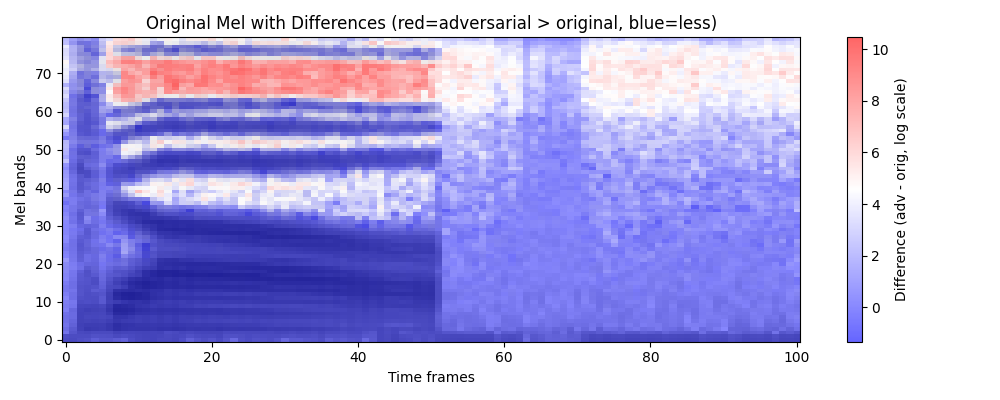 Original Mel with Differences (red=adversarial > original, blue=less)
Mel bands
70
60
50
40
30
20
10
0
0 20 40 60 80 100
Time frames
10
8
6
4
2
0
Difference (adv - orig, log scale)